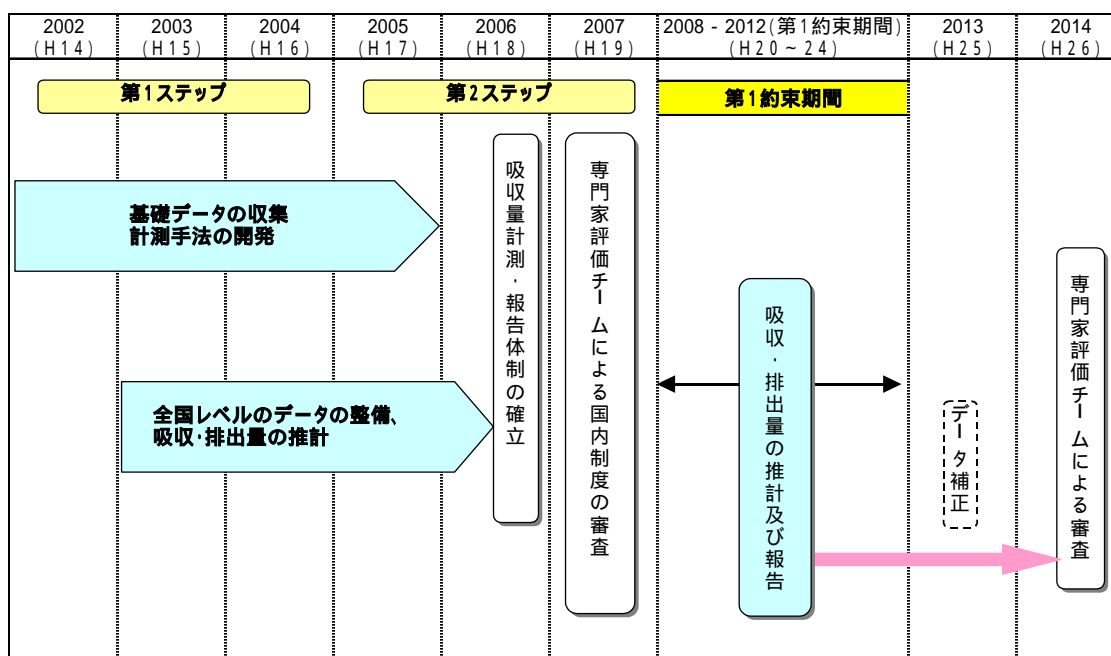 2002
(H14)
2003
(H15)
2004
(H16)
2005
(H17)
2006
(H18)
2007
(H19)
2008 - 2012(第1約束期間)
(H20~24)
2013
(H25)
2014
(H26)
第1ステップ
第2ステップ
第1約束期間
基礎データの収集
計測手法の開発
全国レベルのデータの整備、
吸収・排出量の推計
吸収量計測・報告体制の確立
専門家評価チームによる国内制度の審査
吸収・排出量の推計及び報告
データ補正
専門家評価チームによる審査